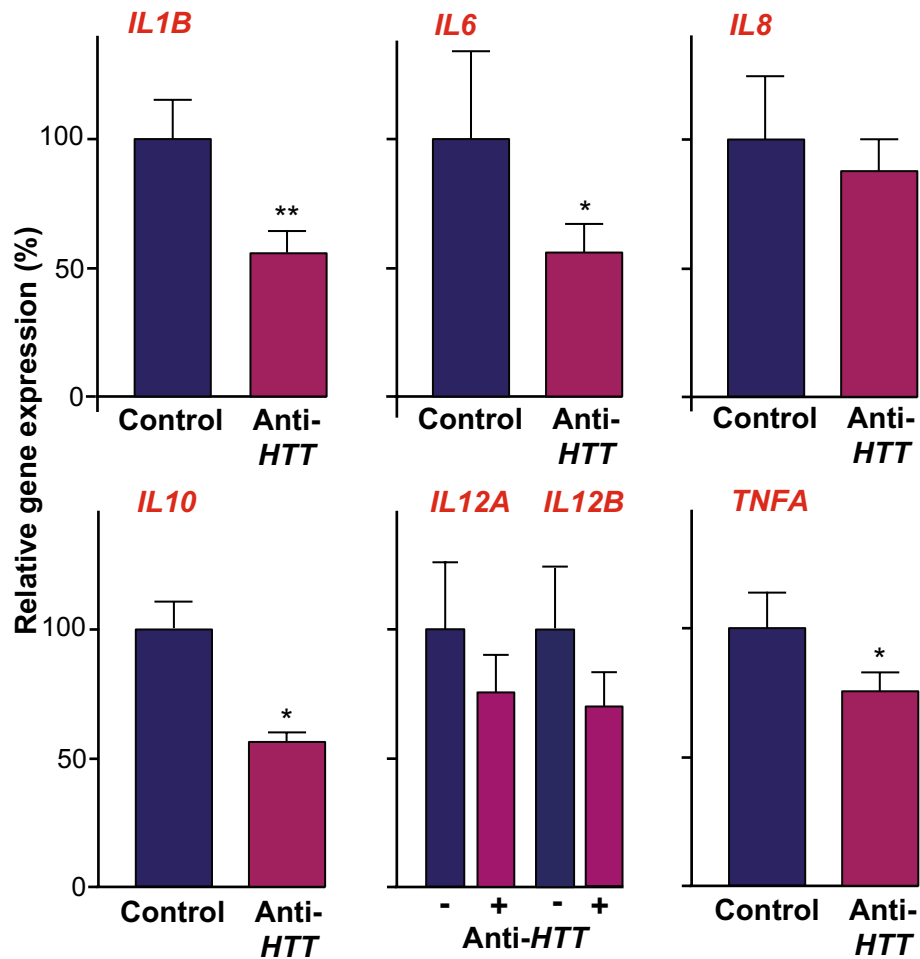 Relative gene expression (%)
IL1B
100
50
0
**
Control
Anti-
HTT
IL6
*
Control
Anti-
HTT
IL8
Control
Anti-
HTT
IL10
100
50
0
*
Control
Anti-
HTT
IL12A IL12B
- + - +
Anti-HTT
TNFA
*
Control
Anti-
HTT